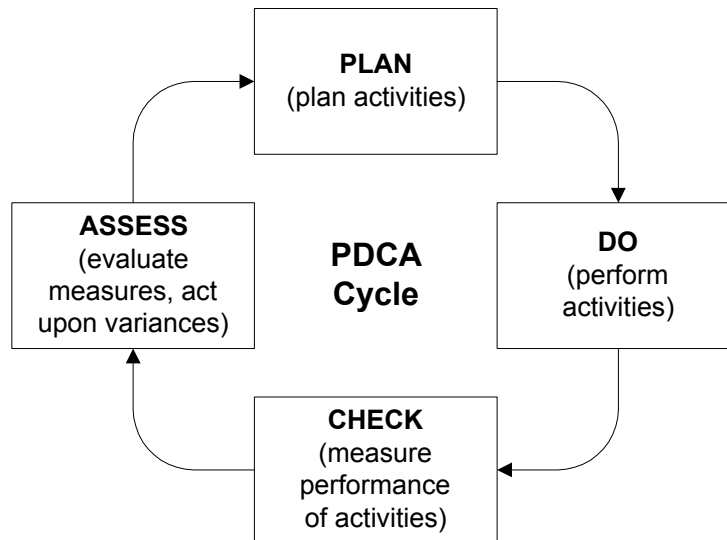 PLAN
(plan activities)
ASSESS
(evaluate
measures, act
upon variances)
PDCA
Cycle
DO
(perform
activities)
CHECK
(measure
performance
of activities)